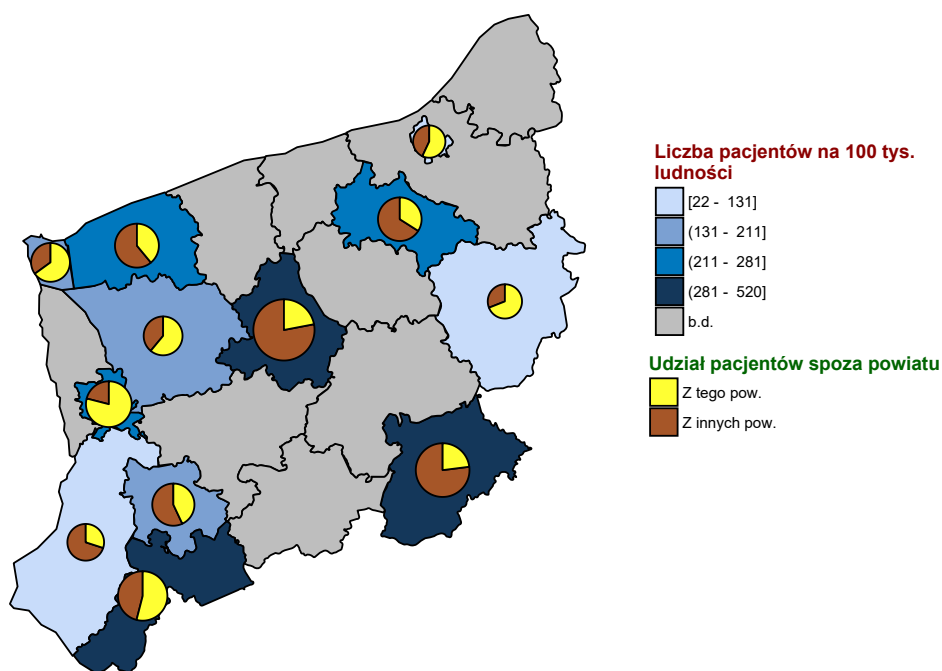 Liczba pacjentów na 100 tys.
ludności
[22 - 131]
(131 - 211]
(211 - 281]
(281 - 520]
b.d.
Udział pacjentów spoza powiatu
Z tego pow.
Z innych pow.